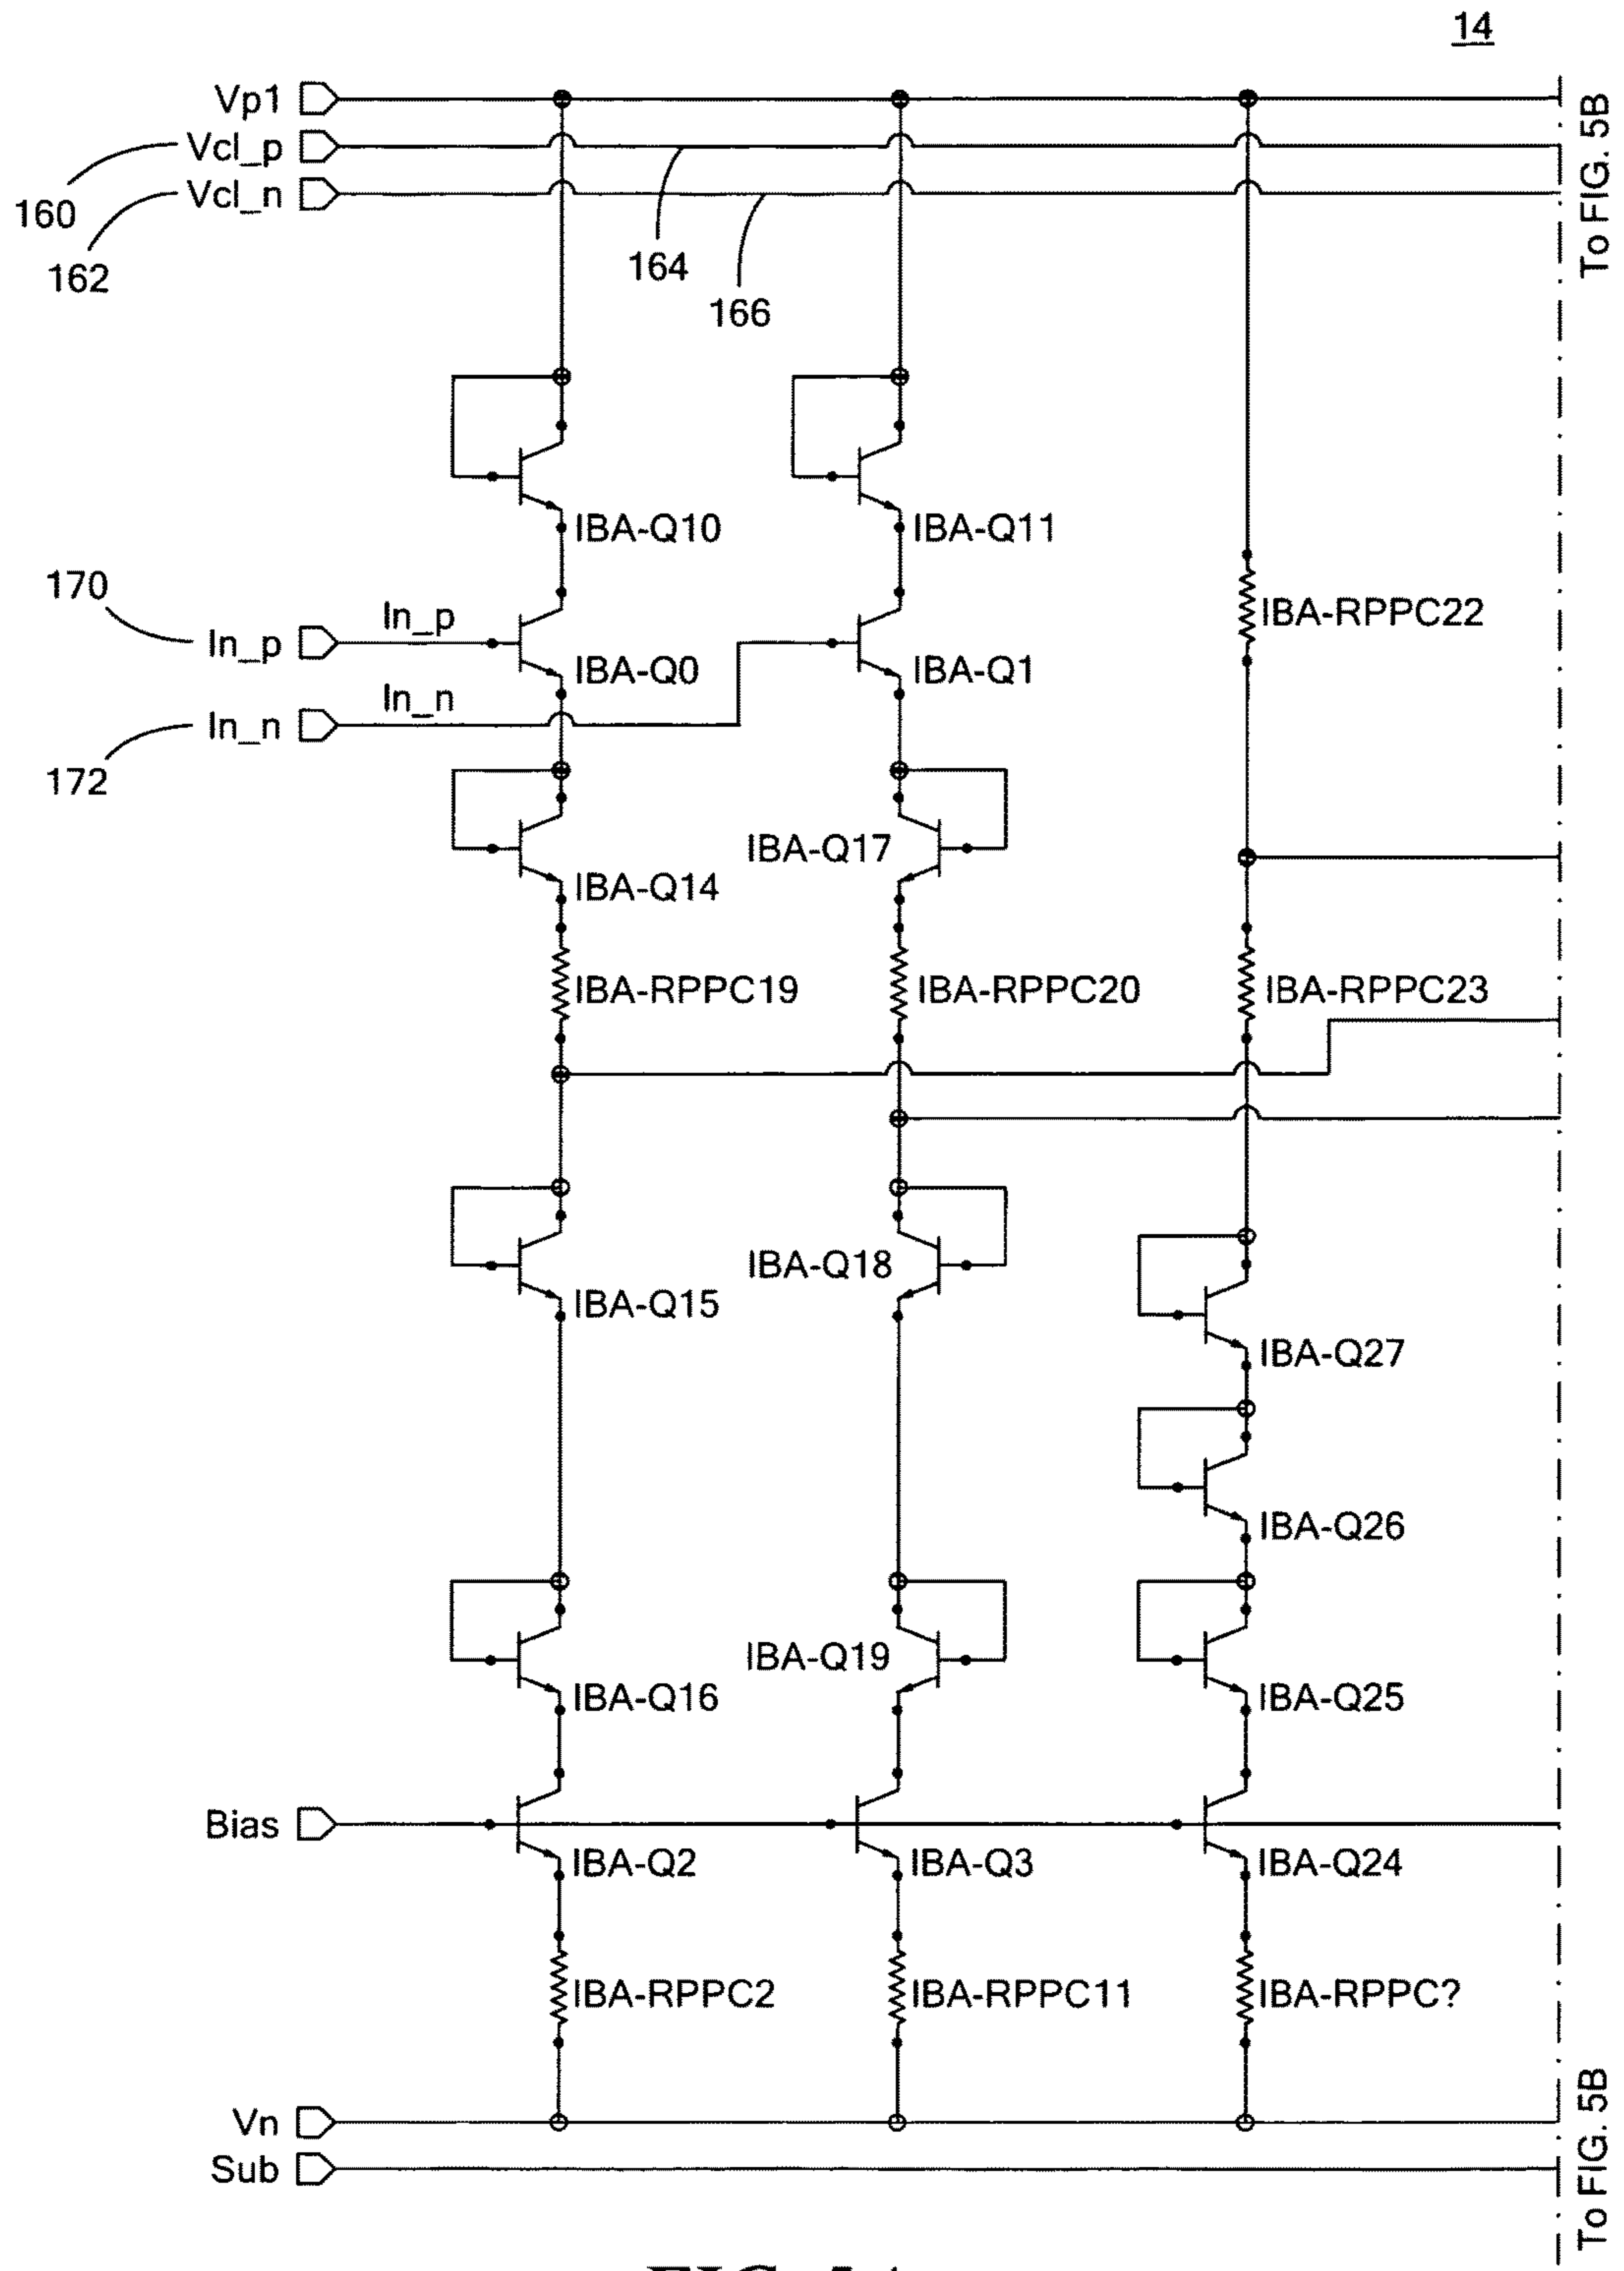 14
Vp1
Vcl_p
Vcl_n
160
162
164
166
To FIG. 5B
IBA-Q10
IBA-Q11
IBA-RPPC22
170
In_p
In_p
IBA-Q0
IBA-Q1
In_n
In_n
172
IBA-Q14
IBA-Q17
IBA-RPPC19
IBA-RPPC20
IBA-RPPC23
IBA-Q15
IBA-Q18
IBA-Q27
IBA-Q26
IBA-Q16
IBA-Q19
IBA-Q25
Bias
IBA-Q2
IBA-Q3
IBA-Q24
IBA-RPPC2
IBA-RPPC11
IBA-RPPC?
Vn
Sub
To FIG. 5B